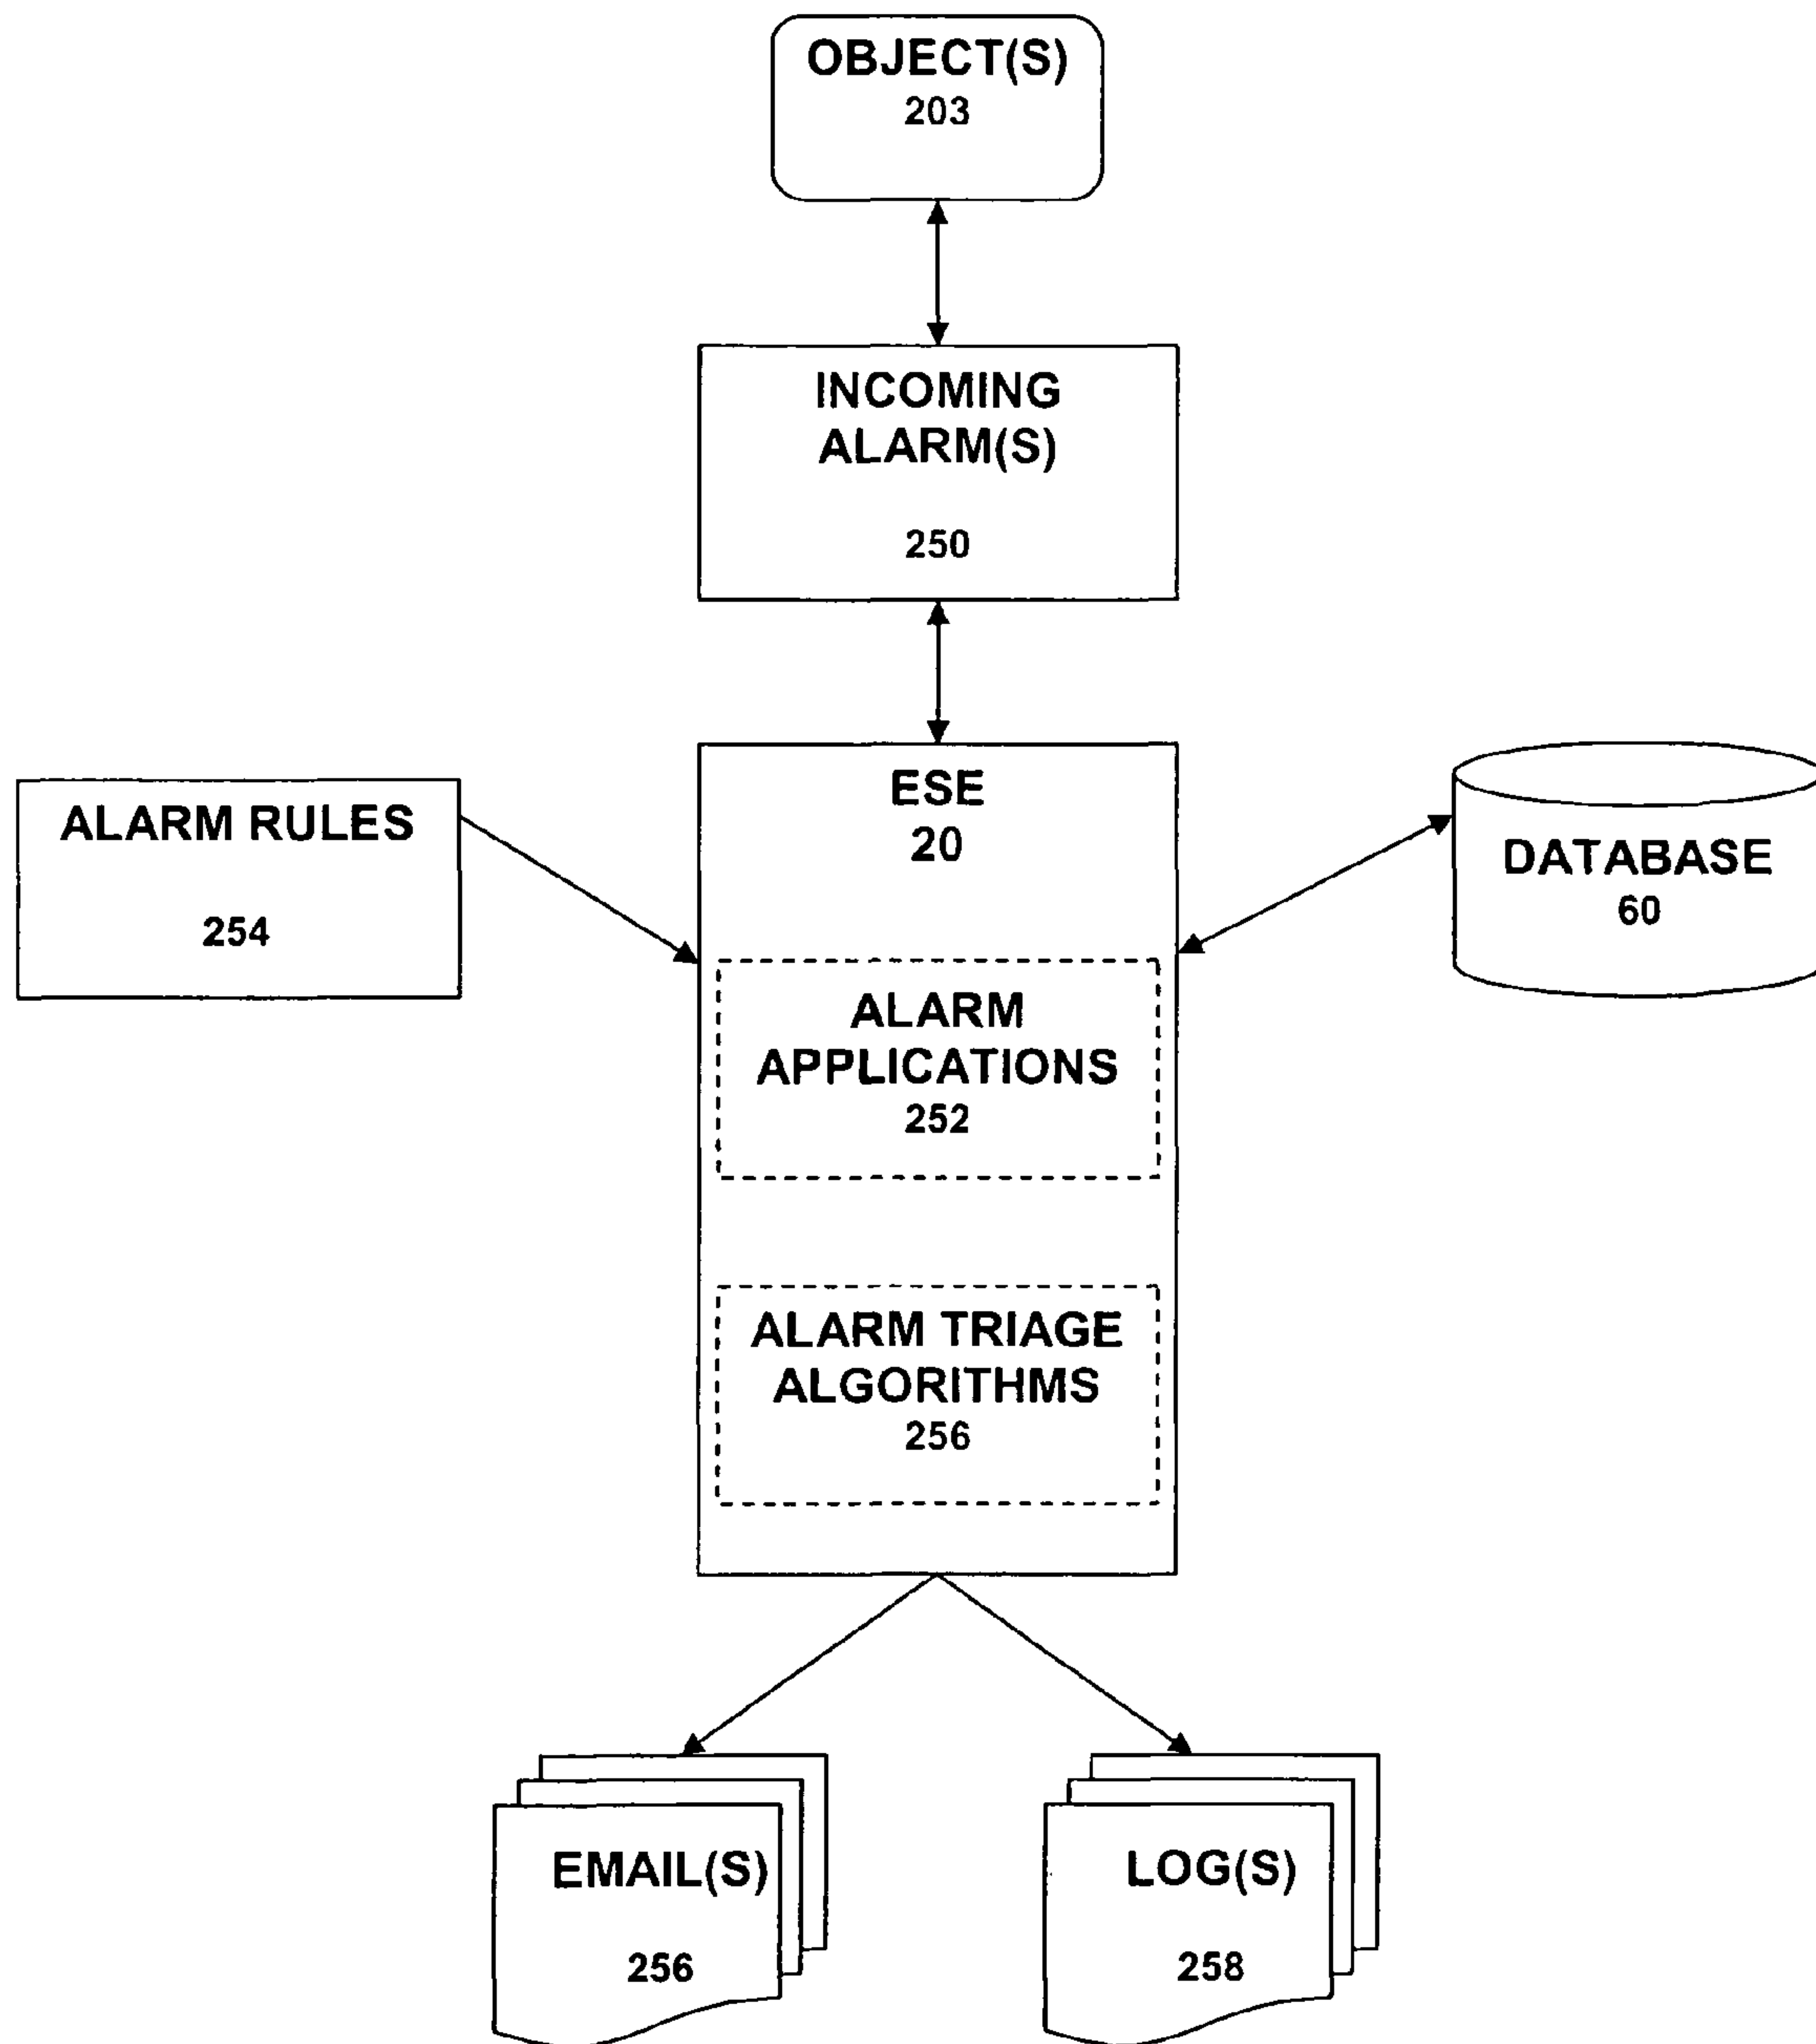 OBJECT(S)
203
INCOMING
ALARM(S)
250
ALARM RULES
254
ESE
20
DATABASE
60
ALARM
APPLICATIONS
252
ALARM TRIAGE
ALGORITHMS
256
EMAIL(S)
256
LOG(S)
258